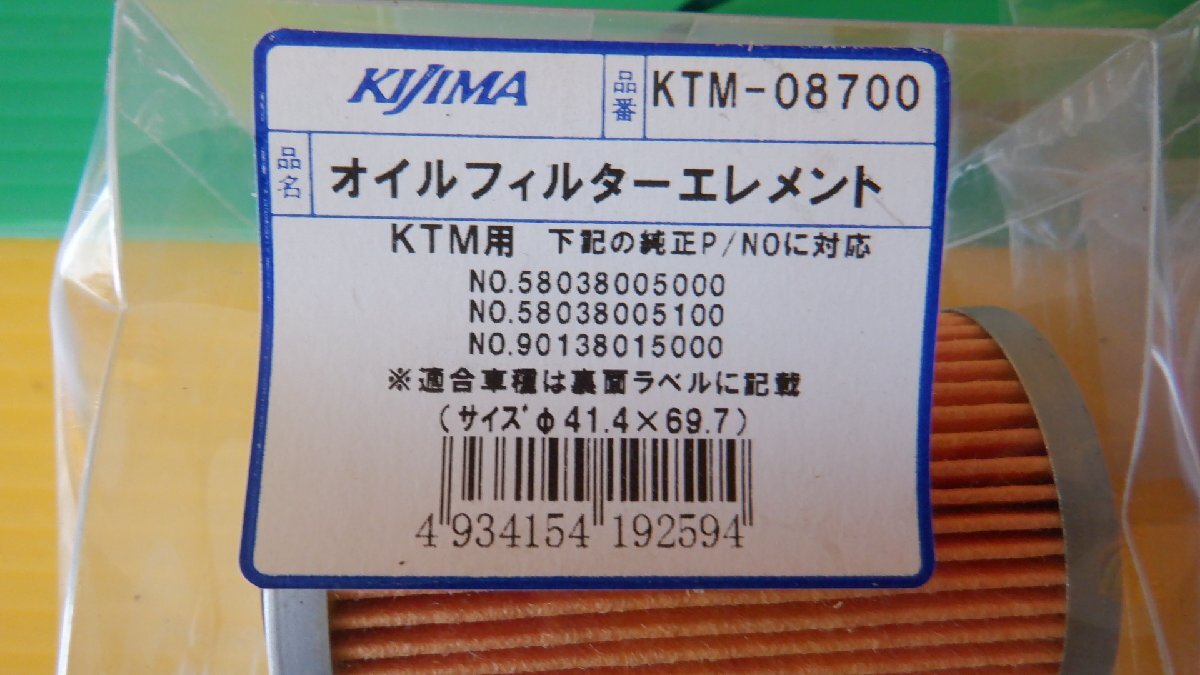 KIJIMA 品番 KTM-08700
品名 オイルフィルターエレメント
KTM用 下記の純正P/NOに対応
NO.58038005000
NO.58038005100
NO.90138015000
※適合車種は裏面ラベルに記載
(サイズφ41.4×69.7)
4 934154 192594